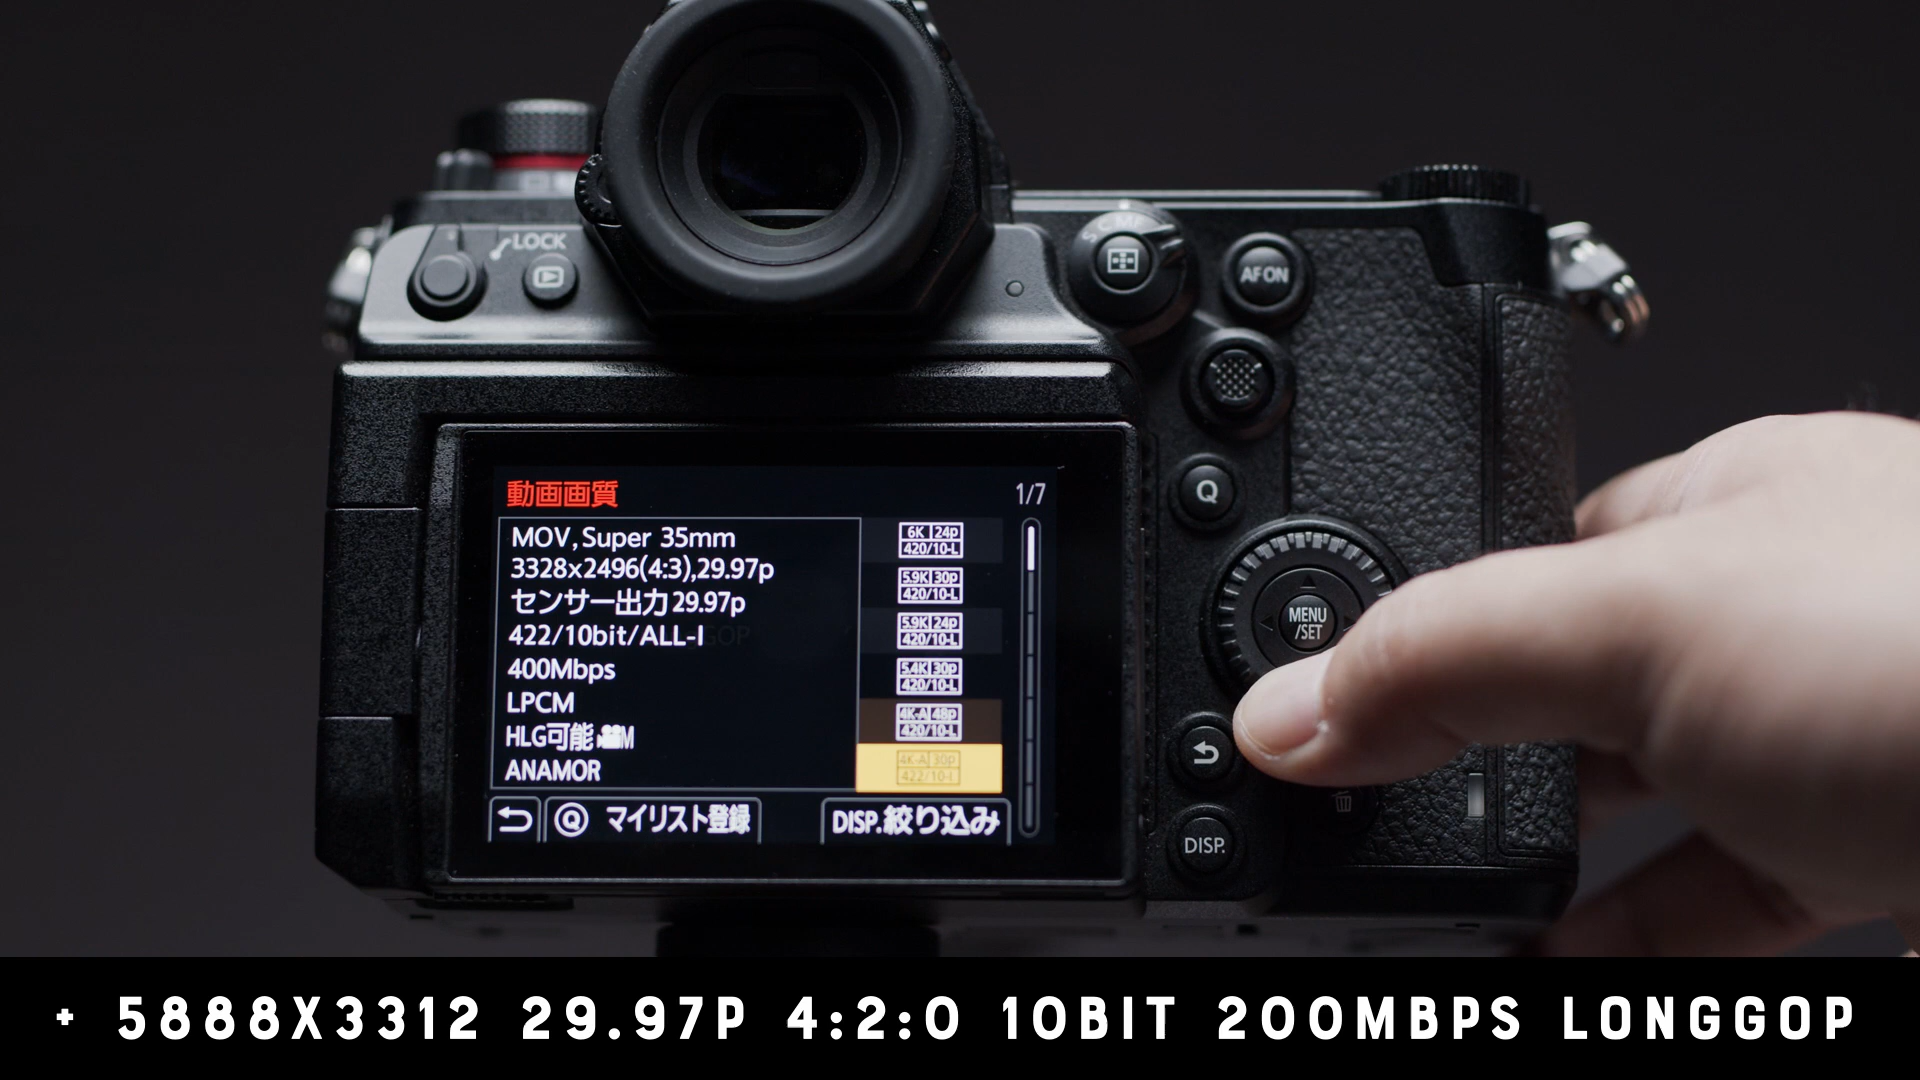 LOCK
AF ON
Q
MENU
/SET
DISP.
動画画質
1/7
MOV,Super 35mm
3328x2496(4:3),29.97p
センサー出力29.97p
422/10bit/ALL-I
400Mbps
LPCM
HLG可能
ANAMOR
6K 24p
420/10-L
5.9K 30p
420/10-L
5.9K 24p
420/10-L
5.4K 30p
420/10-L
4K-A 48p
420/10-L
4K-A 30p
422/10-I
Q マイリスト登録
DISP.絞り込み
+ 5888X3312 29.97P 4:2:0 10BIT 200MBPS LONGGOP